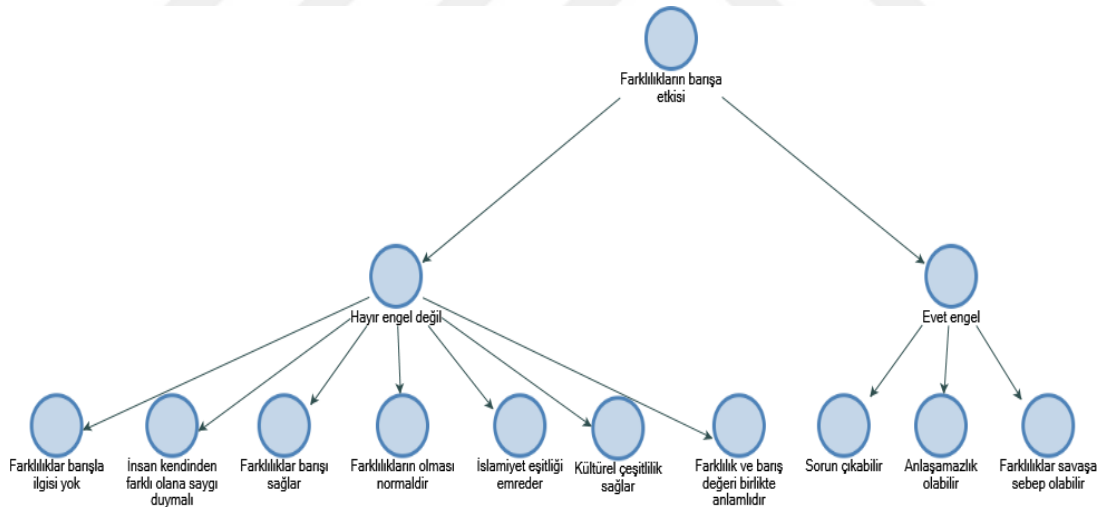 Farklılıkların barışa
etkisi
Hayır engel değil
Evet engel
Farklılıklar barışla
ilgisi yok
İnsan kendinden
farklı olana saygı
duymalı
Farklılıklar barışı
sağlar
Farklılıkların olması
normaldir
İslamiyet eşitliği
emreder
Kültürel çeşitlilik
sağlar
Farklılık ve barış
değeri birlikte
anlamlıdır
Sorun çıkabilir
Anlaşamazlık
olabilir
Farklılıklar savaşa
sebep olabilir